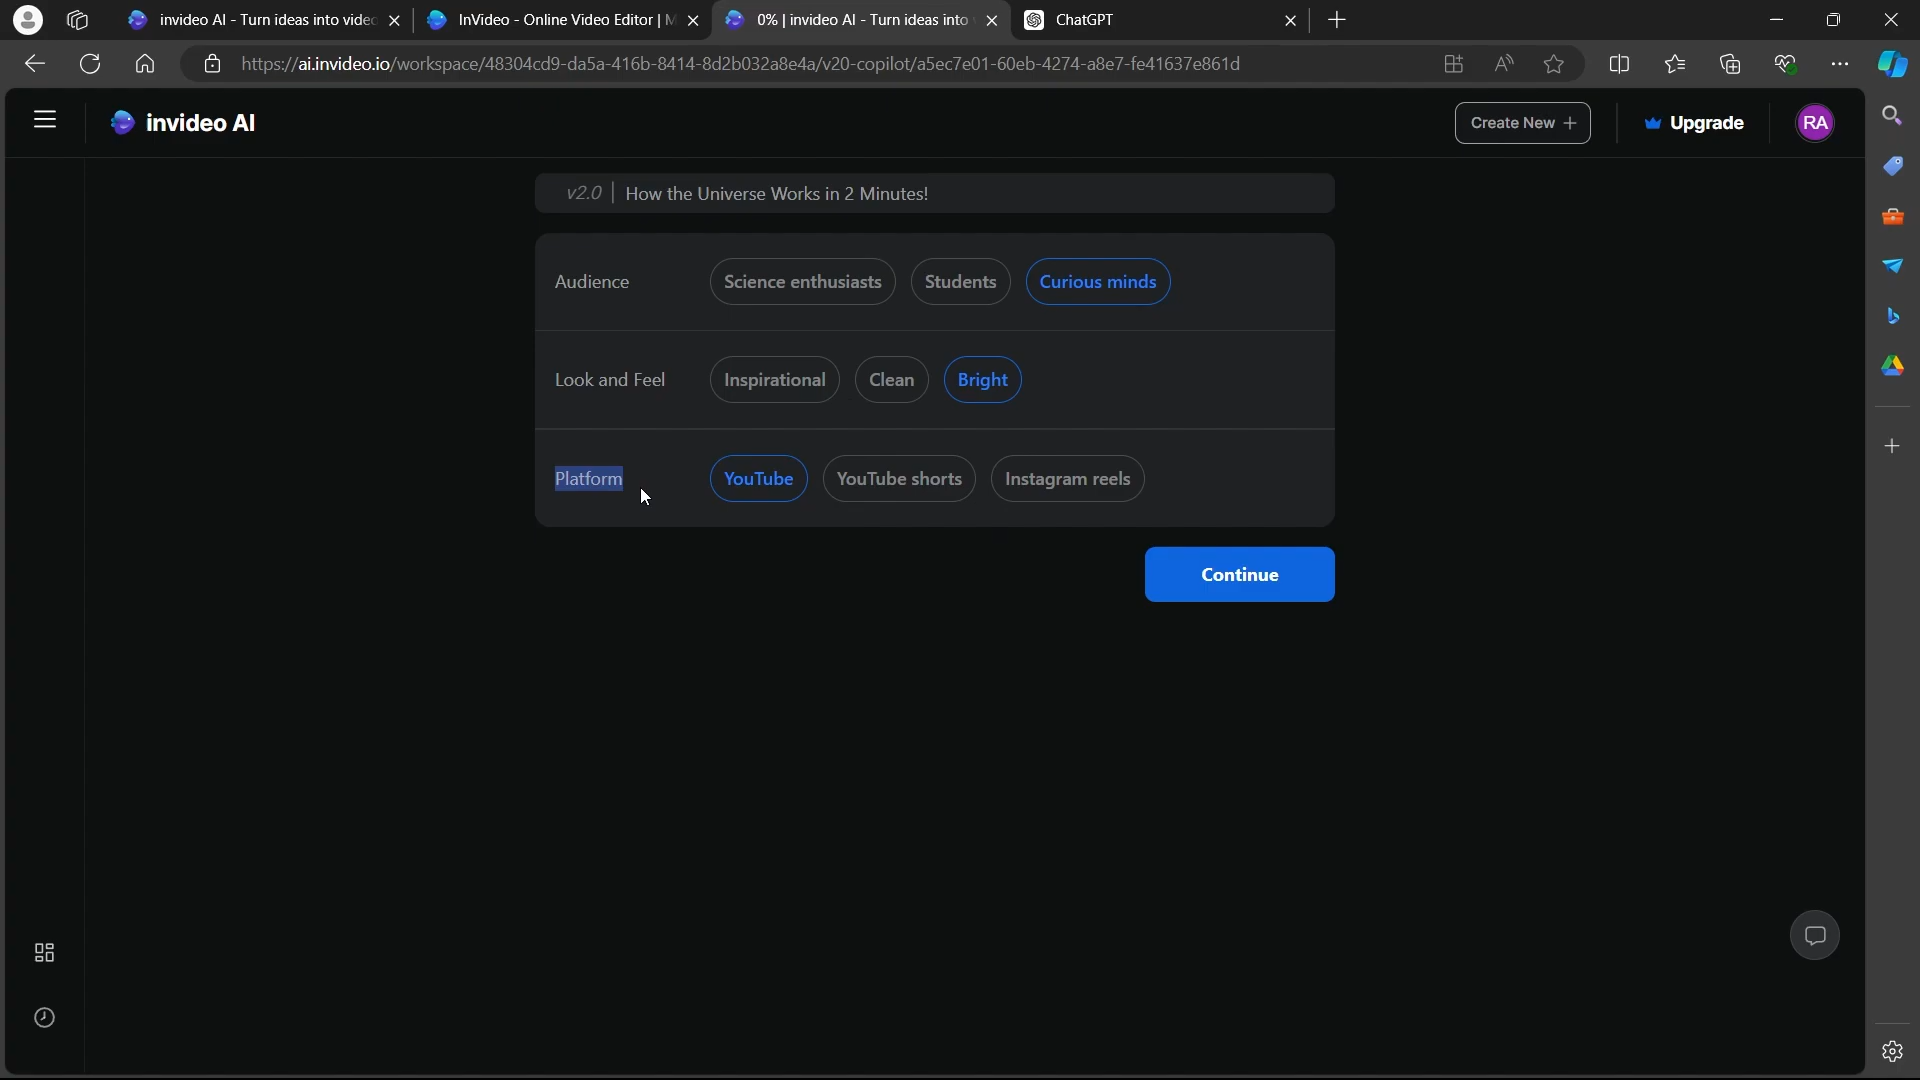 invideo AI - Turn ideas into vide
InVideo - Online Video Editor | M
0% | invideo AI - Turn ideas into
ChatGPT
https://ai.invideo.io/workspace/48304cd9-da5a-416b-8414-8d2b032a8e4a/v20-copilot/a5ec7e01-60eb-4274-a8e7-fe41637e861d
invideo AI
Create New +
Upgrade
RA
v2.0 | How the Universe Works in 2 Minutes!
Audience Science enthusiasts Students Curious minds
Look and Feel Inspirational Clean Bright
Platform YouTube YouTube shorts Instagram reels
Continue